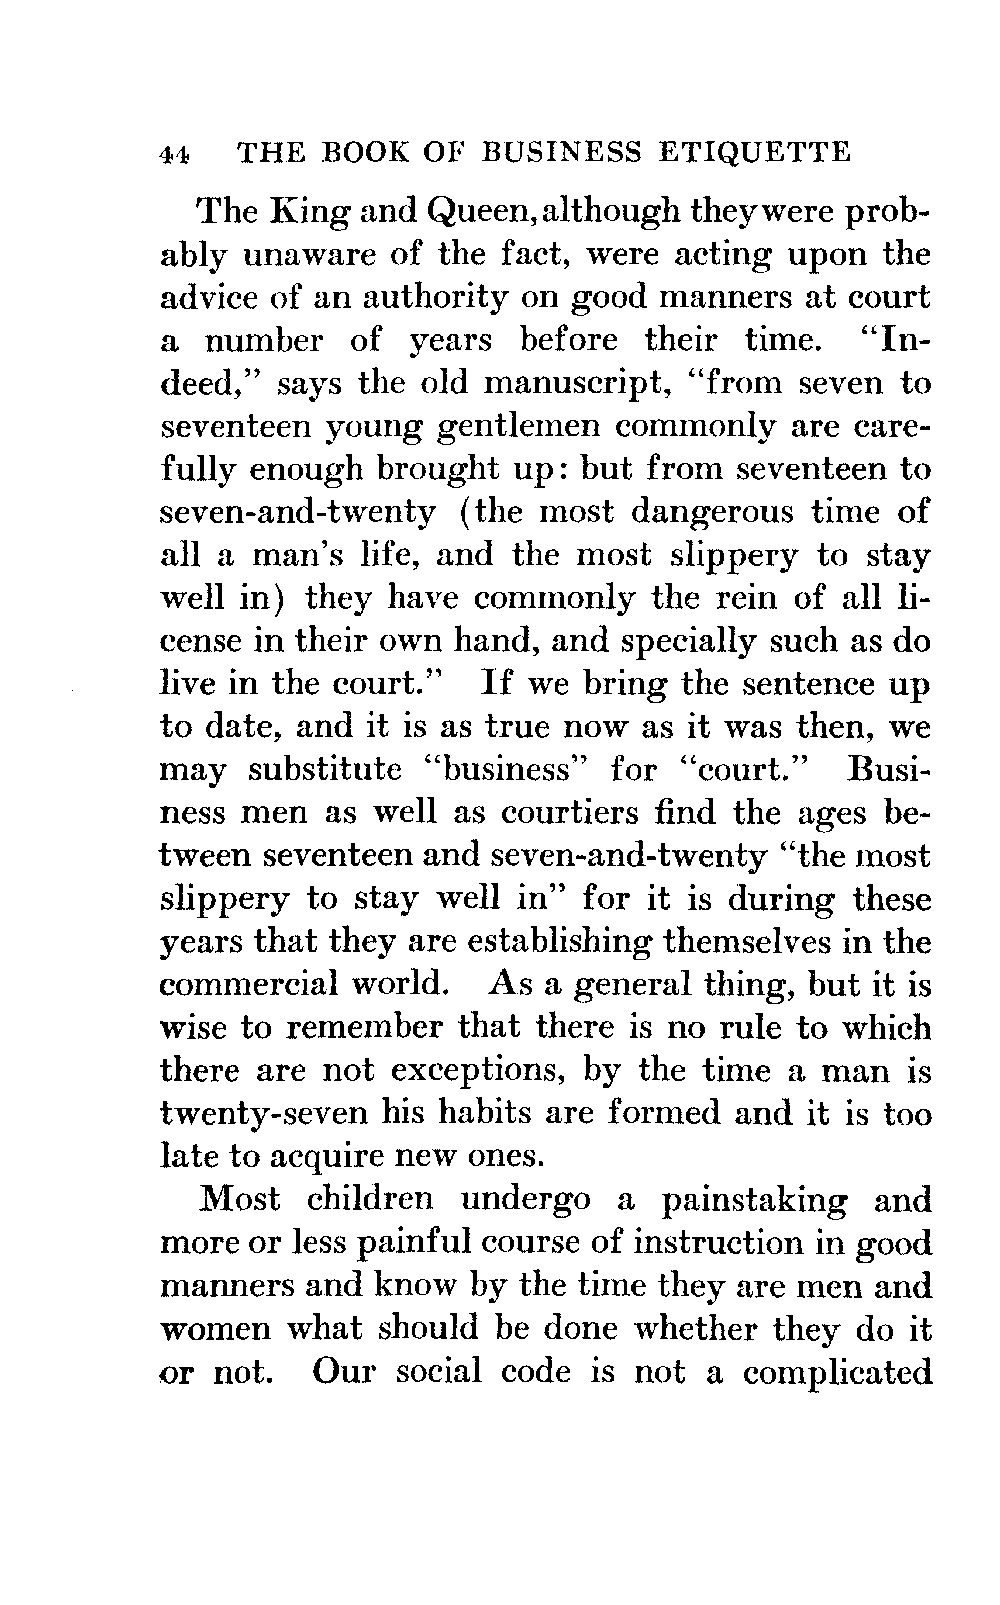 44 THE BOOK OF BUSINESS ETIQUETTE
The King and Queen, although they were prob-
ably unaware of the fact, were acting upon the
advice of an authority on good manners at court
a number of years before their time. “In-
deed,” says the old manuscript, “from seven to
seventeen young gentlemen commonly are care-
fully enough brought up: but from seventeen to
seven-and-twenty (the most dangerous time of
all a man’s life, and the most slippery to stay
well in) they have commonly the rein of all li-
cense in their own hand, and specially such as do
live in the court.” If we bring the sentence up
to date, and it is as true now as it was then, we
may substitute “business” for “court.” Busi-
ness men as well as courtiers find the ages be-
tween seventeen and seven-and-twenty “the most
slippery to stay well in” for it is during these
years that they are establishing themselves in the
commercial world. As a general thing, but it is
wise to remember that there is no rule to which
there are not exceptions, by the time a man is
twenty-seven his habits are formed and it is too
late to acquire new ones.
Most children undergo a painstaking and
more or less painful course of instruction in good
manners and know by the time they are men and
women what should be done whether they do it
or not. Our social code is not a complicated